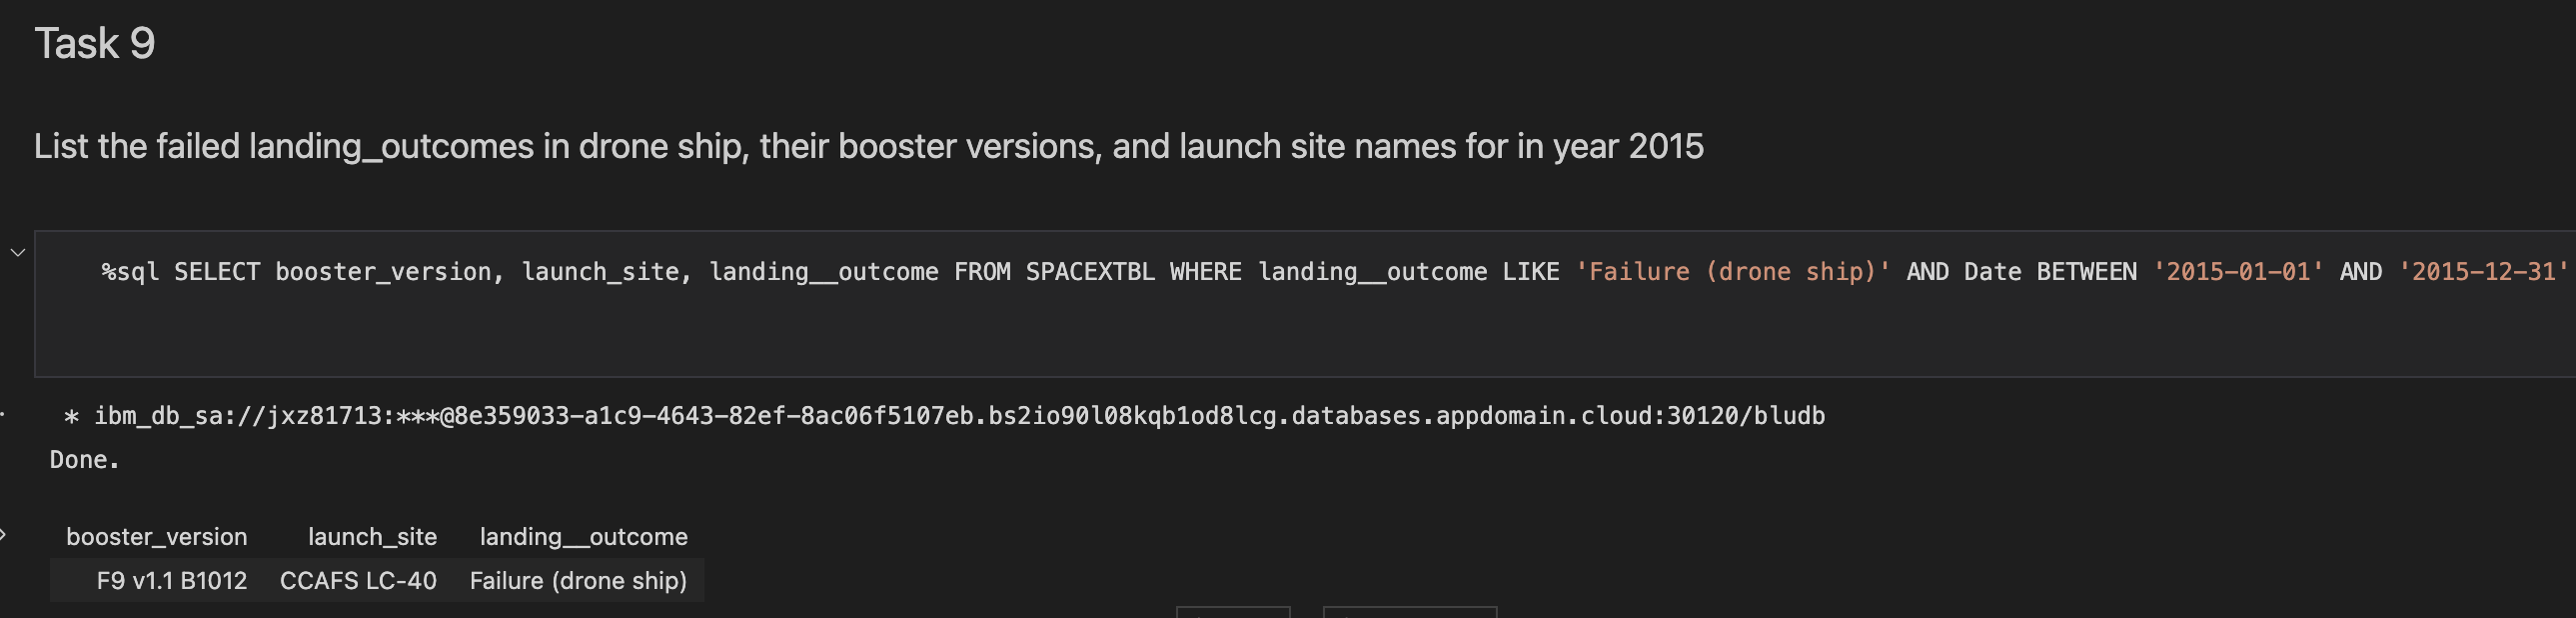 Task 9
List the failed landing_outcomes in drone ship, their booster versions, and launch site names for in year 2015
%sql SELECT booster_version, launch_site, landing__outcome FROM SPACEXTBL WHERE landing__outcome LIKE 'Failure (drone ship)' AND Date BETWEEN '2015-01-01' AND '2015-12-31'
* ibm_db_sa://jxz81713:***@8e359033-a1c9-4643-82ef-8ac06f5107eb.bs2io90l08kqb1od8lcg.databases.appdomain.cloud:30120/bludb
Done.
booster_version launch_site landing__outcome
F9 v1.1 B1012 CCAFS LC-40 Failure (drone ship)